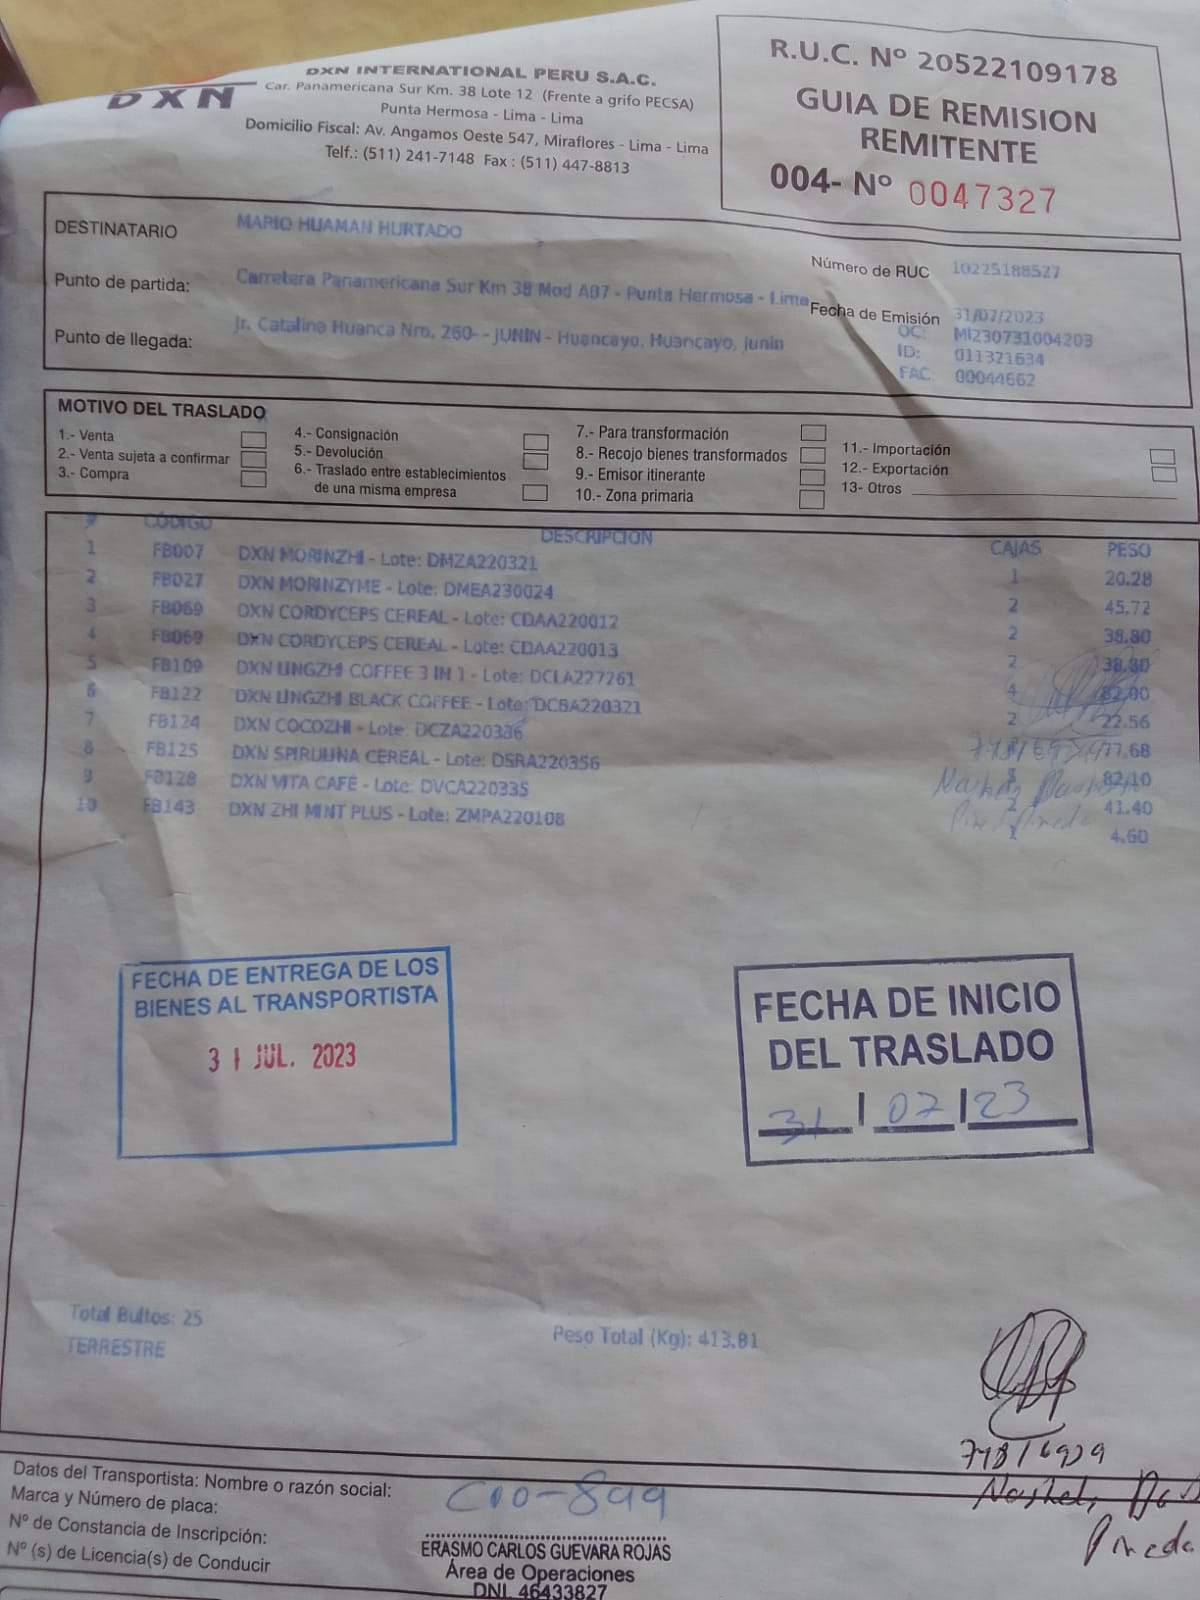 DXN
DXN INTERNATIONAL PERU S.A.C.
Car. Panamericana Sur Km. 38 Lote 12 (Frente a grifo PECSA)
Punta Hermosa - Lima - Lima
Domicilio Fiscal: Av. Angamos Oeste 547, Miraflores - Lima - Lima
Telf.: (511) 241-7148 Fax : (511) 447-8813
R.U.C. Nº 20522109178
GUIA DE REMISION
REMITENTE
004- Nº 0047327
DESTINATARIO MARIO HUAMAN HURTADO
Número de RUC 10225188527
Punto de partida: Carretera Panamericana Sur Km 38 Mod A07 - Punta Hermosa - Lima
Fecha de Emisión 31/07/2023
Punto de llegada: Jr. Catalina Huanca Nro. 260- - JUNIN - Huancayo, Huancayo, Junin
OC: MI230731004203
ID: 011321634
FAC: 00044662
MOTIVO DEL TRASLADO
1.- Venta
2.- Venta sujeta a confirmar
3.- Compra
4.- Consignación
5.- Devolución
6.- Traslado entre establecimientos
de una misma empresa
7.- Para transformación
8.- Recojo bienes transformados
9.- Emisor itinerante
10.- Zona primaria
11.- Importación
12.- Exportación
13- Otros
# CÓDIGO DESCRIPCION CAJAS PESO
1 FB007 DXN MORINZHI - Lote: DMZA220321 1 20.28
2 FB027 DXN MORINZYME - Lote: DMEA230024 2 45.72
3 FB069 DXN CORDYCEPS CEREAL - Lote: CDAA220012 2 38.80
4 FB069 DXN CORDYCEPS CEREAL - Lote: CDAA220013 2 38.80
5 FB109 DXN LINGZHI COFFEE 3 IN 1 - Lote: DCLA227261 4 82.00
6 FB122 DXN LINGZHI BLACK COFFEE - Lote: DCBA220321 2 22.56
7 FB124 DXN COCOZHI - Lote: DCZA220336
8 FB125 DXN SPIRULINA CEREAL - Lote: DSRA220356 82.10
9 FB128 DXN VITA CAFÉ - Lote: DVCA220335 2 41.40
10 FB143 DXN ZHI MINT PLUS - Lote: ZMPA220108 1 4.60
FECHA DE ENTREGA DE LOS
BIENES AL TRANSPORTISTA
31 JUL. 2023
FECHA DE INICIO
DEL TRASLADO
31/07/23
Total Bultos: 25
TERRESTRE
Peso Total (Kg): 413.81
Pineda
Datos del Transportista: Nombre o razón social:
Marca y Número de placa:
Nº de Constancia de Inscripción:
Nº (s) de Licencia(s) de Conducir
ERASMO CARLOS GUEVARA ROJAS
Área de Operaciones
DNI. 46433827